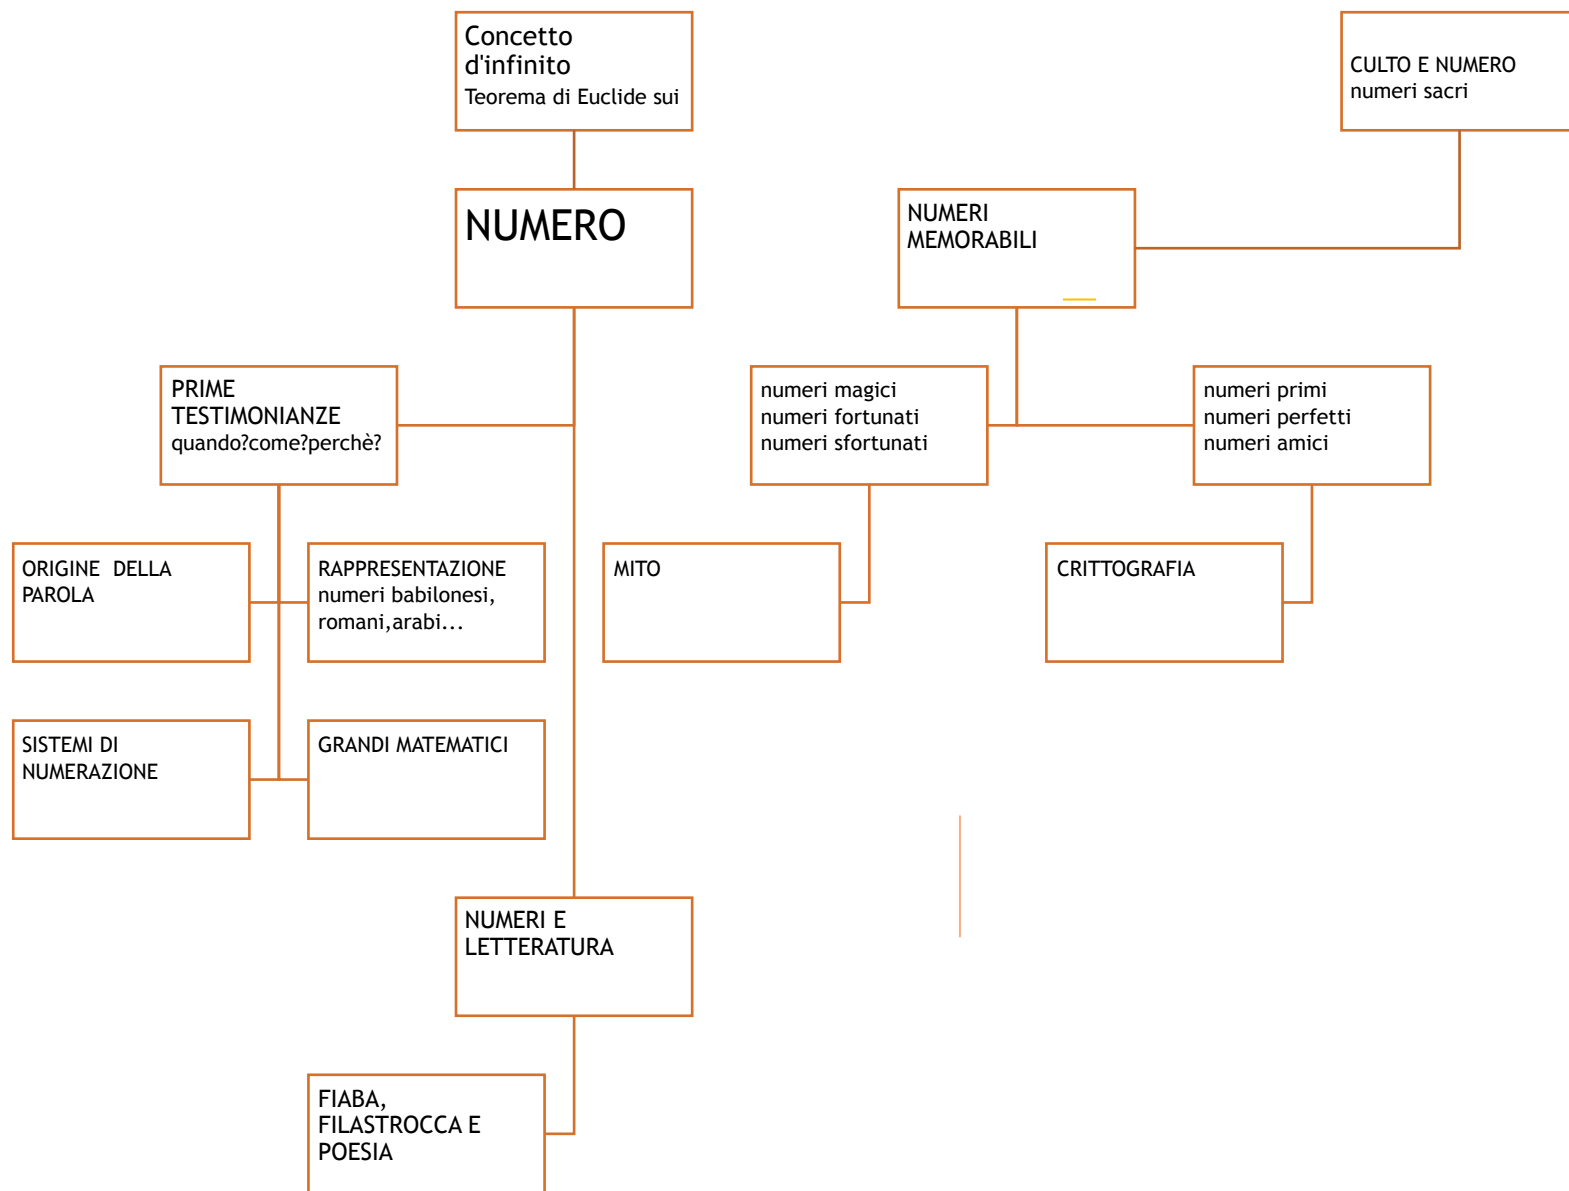 Concetto
d'infinito
Teorema di Euclide sui
CULTO E NUMERO
numeri sacri
NUMERO
NUMERI
MEMORABILI
PRIME
TESTIMONIANZE
quando?come?perchè?
numeri magici
numeri fortunati
numeri sfortunati
numeri primi
numeri perfetti
numeri amici
ORIGINE  DELLA
PAROLA
RAPPRESENTAZIONE
numeri babilonesi,
romani,arabi...
MITO
CRITTOGRAFIA
SISTEMI DI
NUMERAZIONE
GRANDI MATEMATICI
NUMERI E
LETTERATURA
FIABA,
FILASTROCCA E
POESIA